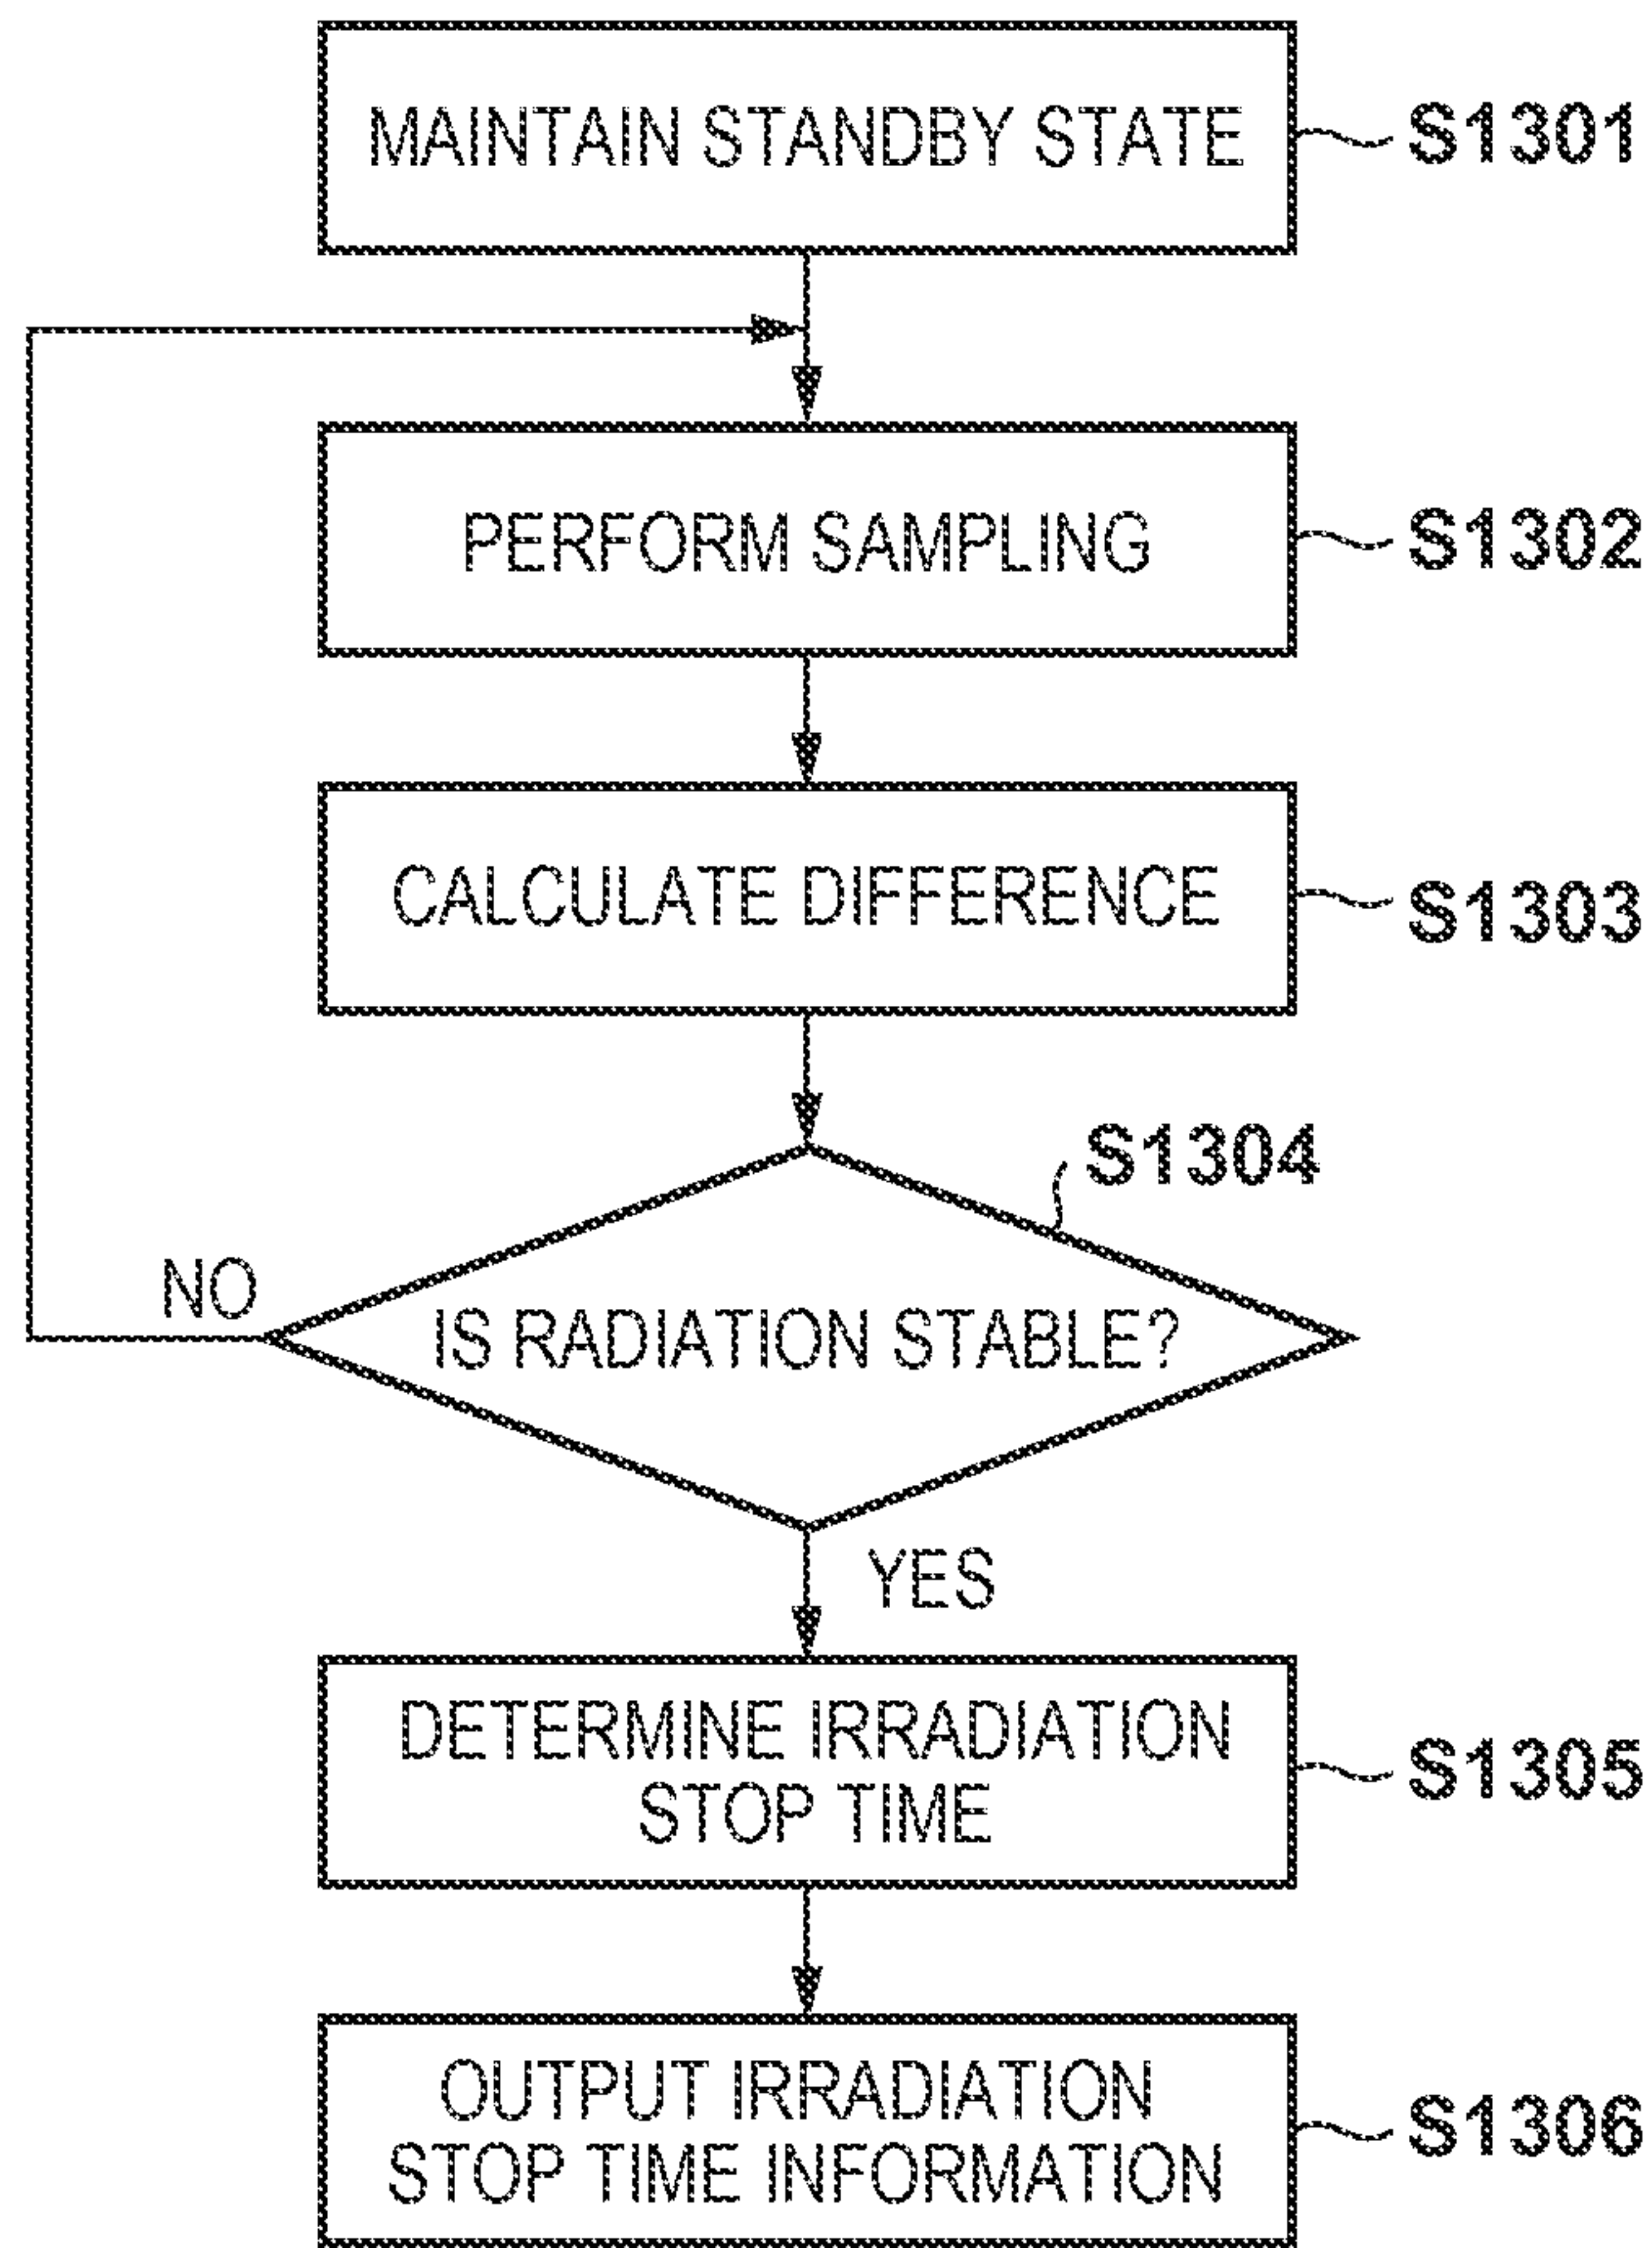 MAINTAIN STANDBY STATE
S1301
PERFORM SAMPLING
S1302
CALCULATE DIFFERENCE
S1303
S1304
NO
IS RADIATION STABLE?
YES
DETERMINE IRRADIATION
STOP TIME
S1305
OUTPUT IRRADIATION
STOP TIME INFORMATION
S1306